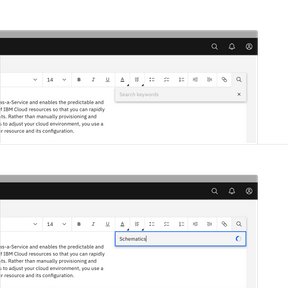 14
B I U A
Search keywords
as-a-Service and enables the predictable and
f IBM Cloud resources so that you can rapidly
ts. Rather than manually provisioning and
to adjust your cloud environment, you use a
r resource and its configuration.
14
B I U A
Schematics
as-a-Service and enables the predictable and
f IBM Cloud resources so that you can rapidly
ts. Rather than manually provisioning and
s to adjust your cloud environment, you use a
r resource and its configuration.